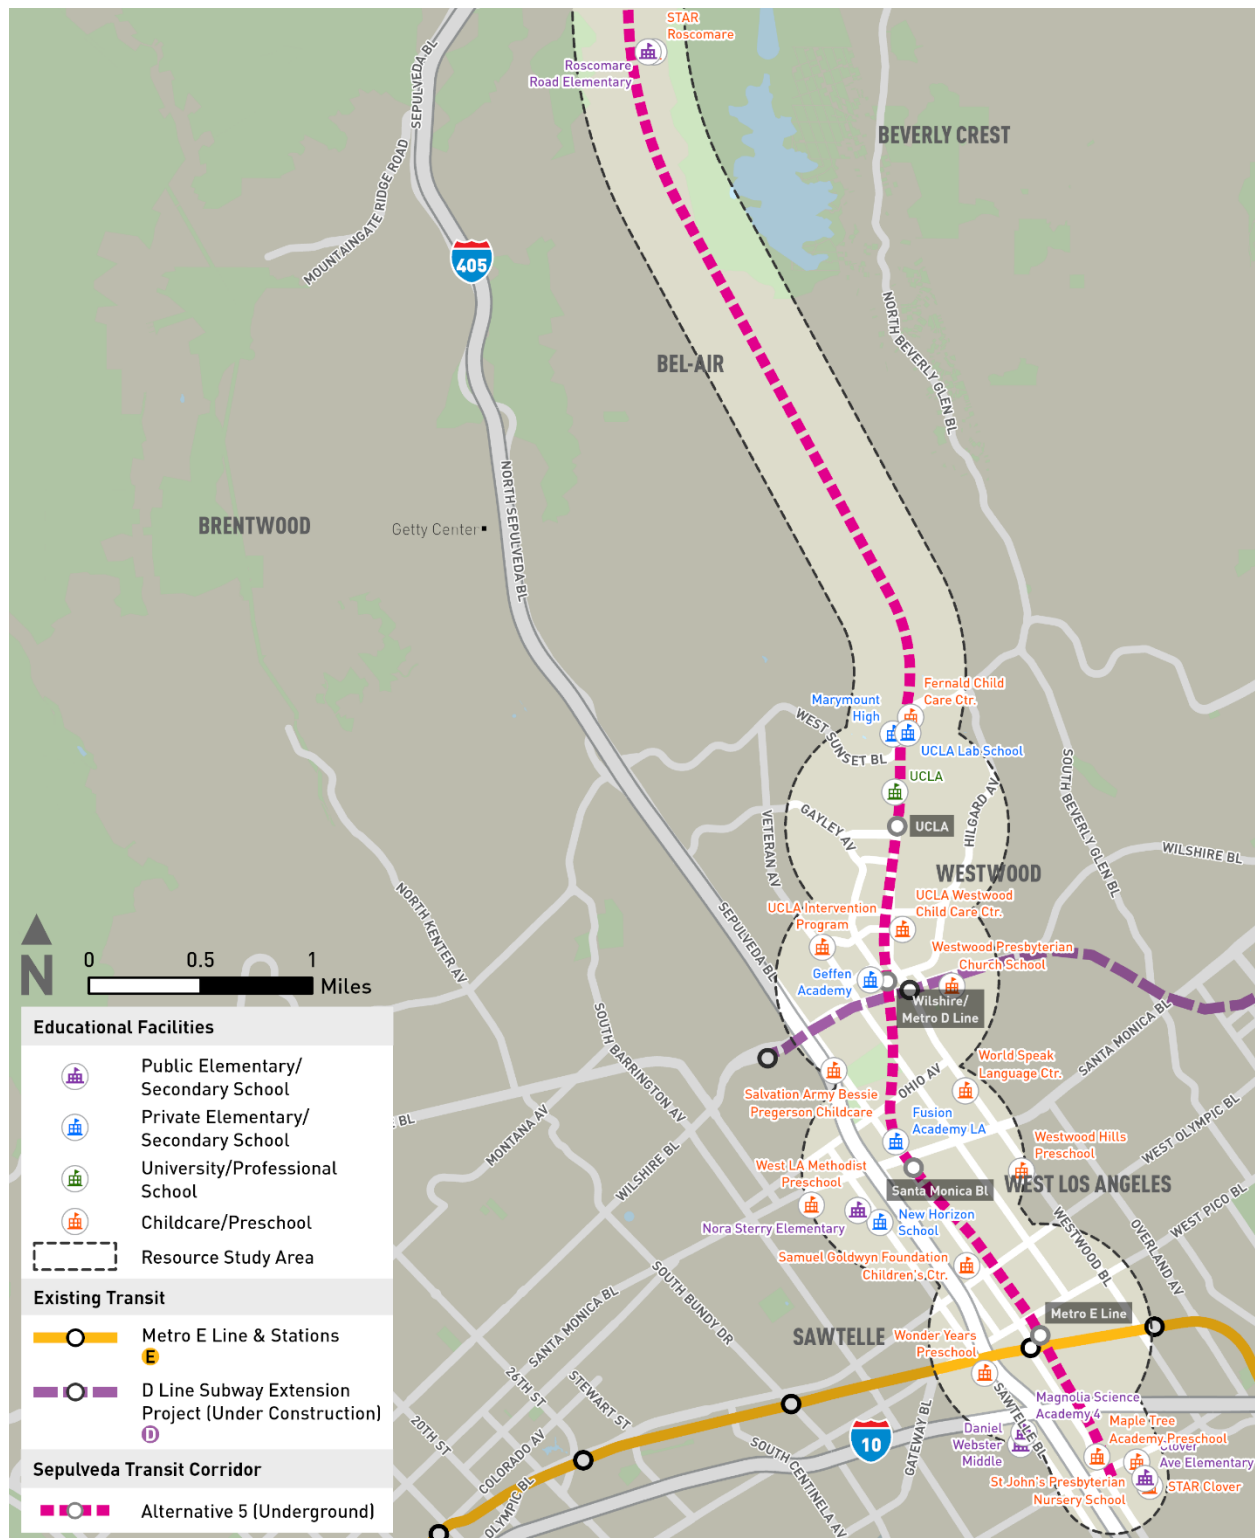 STAR
Roscomare
Roscomare
Road Elementary
SEPULVEDA BL
BEVERLY CREST
MOUNTAINGATE RIDGE ROAD
405
NORTH BEVERLY GLEN BL
BEL-AIR
NORTH SEPULVEDA BL
BRENTWOOD
Getty Center
Fernald Child
Care Ctr.
Marymount
High
WEST SUNSET BL
UCLA Lab School
UCLA
UCLA
GAYLEY AV
VETERAN AV
HILGARD AV
SOUTH BEVERLY GLEN BL
WILSHIRE BL
WESTWOOD
NORTH KENTER AV
SEPULVEDA BL
UCLA Intervention
Program
UCLA Westwood
Child Care Ctr.
Westwood Presbyterian
Church School
Geffen
Academy
Wilshire/
Metro D Line
N
0
0.5
1
Miles
SOUTH BARRINGTON AV
SANTA MONICA BL
OHIO AV
World Speak
Language Ctr.
Salvation Army Bessie
Pregerson Childcare
Fusion
Academy LA
BL
MONTANA AV
WILSHIRE BL
WEST OLYMPIC BL
Westwood Hills
Preschool
West LA Methodist
Preschool
Santa Monica Bl
WEST LOS ANGELES
WEST PICO BL
Nora Sterry Elementary
New Horizon
School
WESTWOOD BL
OVERLAND AV
Samuel Goldwyn Foundation
Children's Ctr.
SANTA MONICA BL
SOUTH BUNDY DR
Metro E Line
SAWTELLE
Wonder Years
Preschool
26TH ST
STEWART ST
20TH ST
COLORADO AV
OLYMPIC BL
SOUTH CENTINELA AV
10
GATEWAY BL
SAWTELLE BL
Magnolia Science
Academy 4
Daniel
Webster
Middle
Maple Tree
Academy Preschool
Clover
Ave Elementary
St John's Presbyterian
Nursery School
STAR Clover
Educational Facilities
Public Elementary/
Secondary School
Private Elementary/
Secondary School
University/Professional
School
Childcare/Preschool
Resource Study Area
Existing Transit
Metro E Line & Stations
E
D Line Subway Extension
Project (Under Construction)
D
Sepulveda Transit Corridor
Alternative 5 (Underground)